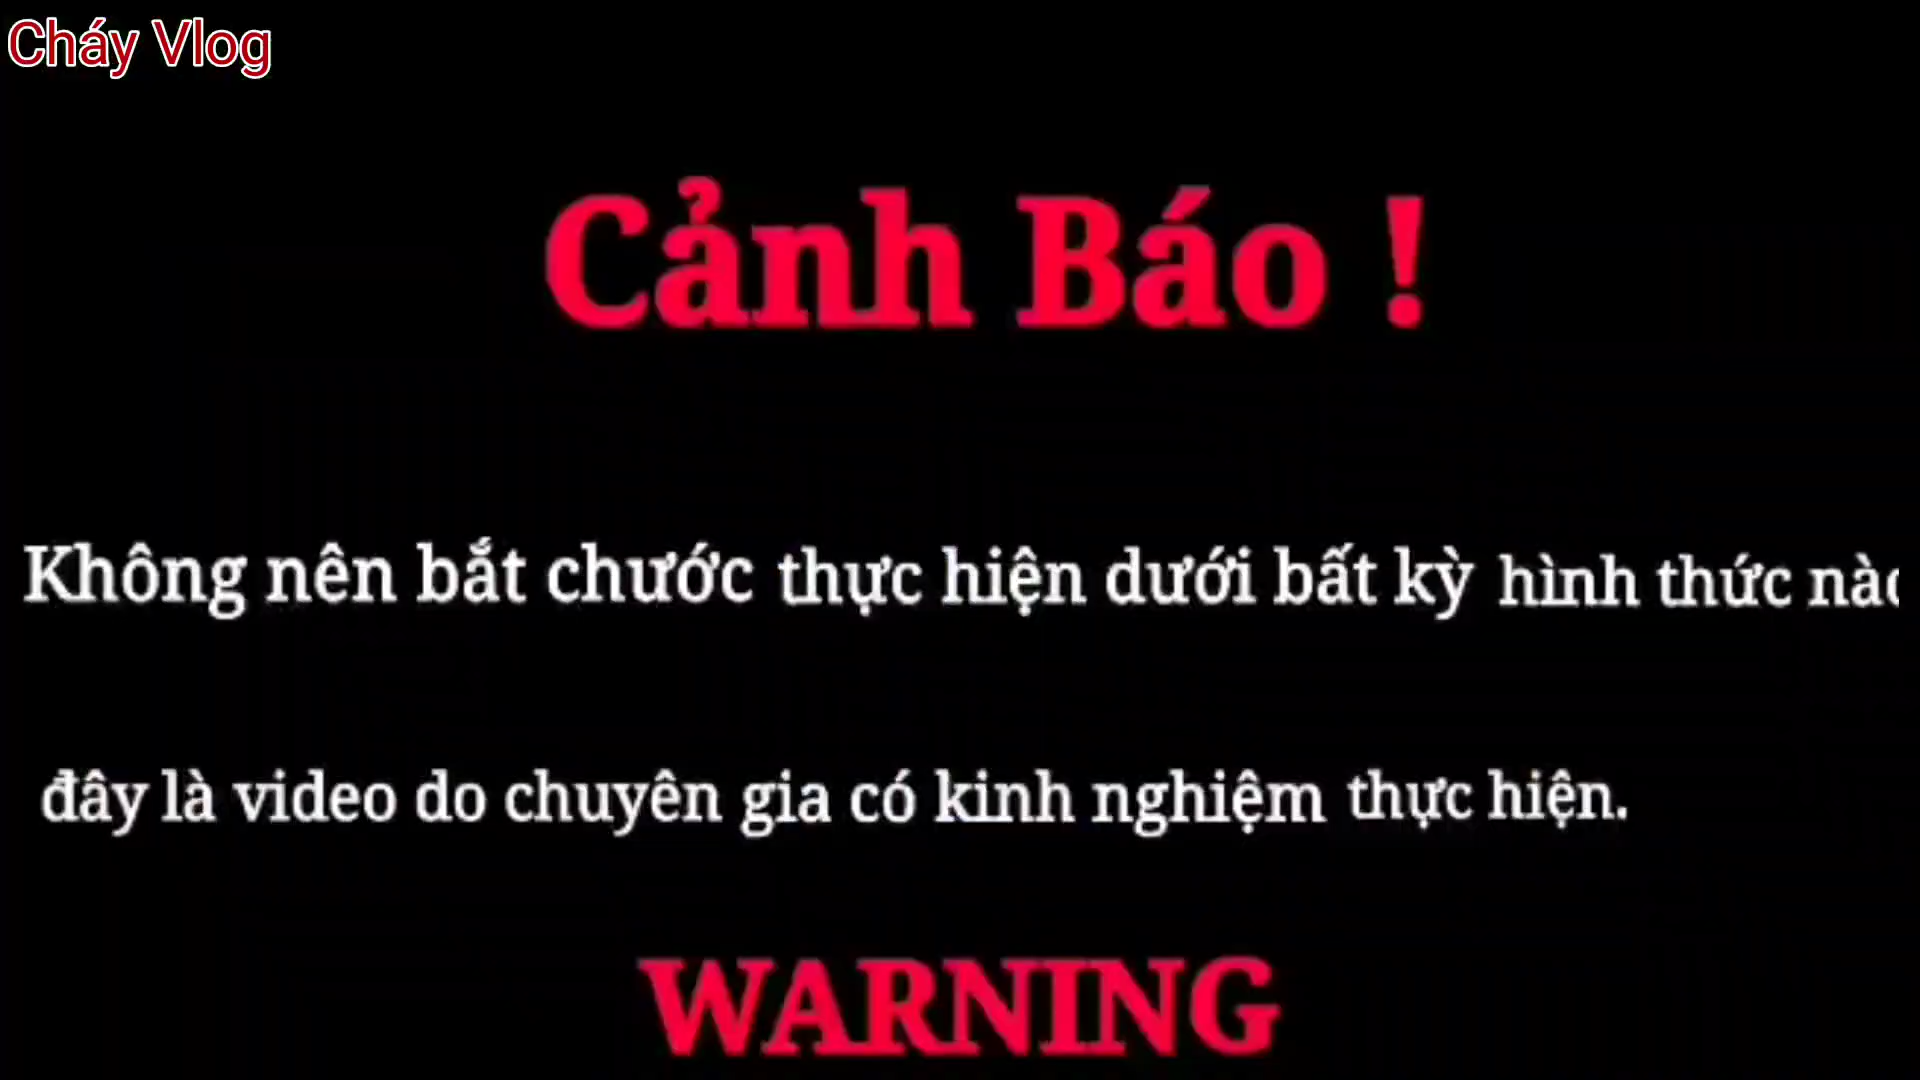 Cháy Vlog
Cảnh Báo !
Không nên bắt chước thực hiện dưới bất kỳ hình thức nào
đây là video do chuyên gia có kinh nghiệm thực hiện.
WARNING